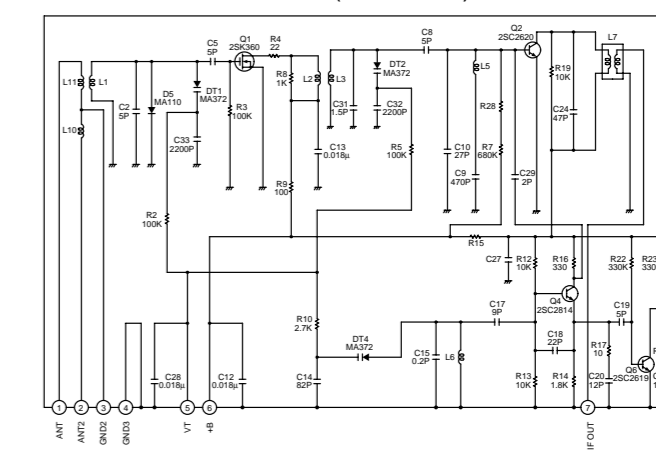 Q1
2SK360
R4
22
C5
5P
C8
5P
Q2
2SC2620
L7
L11
L1
L10
C2
5P
D5
MA110
DT1
MA372
R3
100K
C33
2200P
R2
100K
R8
1K
L2
L3
C31
1.5P
DT2
MA372
C32
2200P
C13
0.018μ
R5
100K
R9
100
L5
R28
R7
680K
C10
27P
C9
470P
C29
2P
R19
10K
C24
47P
R15
C27
R12
10K
R16
330
R22
330K
R23
330
Q4
2SC2814
C17
9P
C19
5P
R10
2.7K
DT4
MA372
C15
0.2P
L6
C18
22P
R17
10
R13
10K
R14
1.8K
C20
12P
Q6
2SC2619
C28
0.018μ
C12
0.018μ
C14
82P
1
2
3
4
5
6
7
ANT
ANT2
GND2
GND3
VT
+B
IF OUT